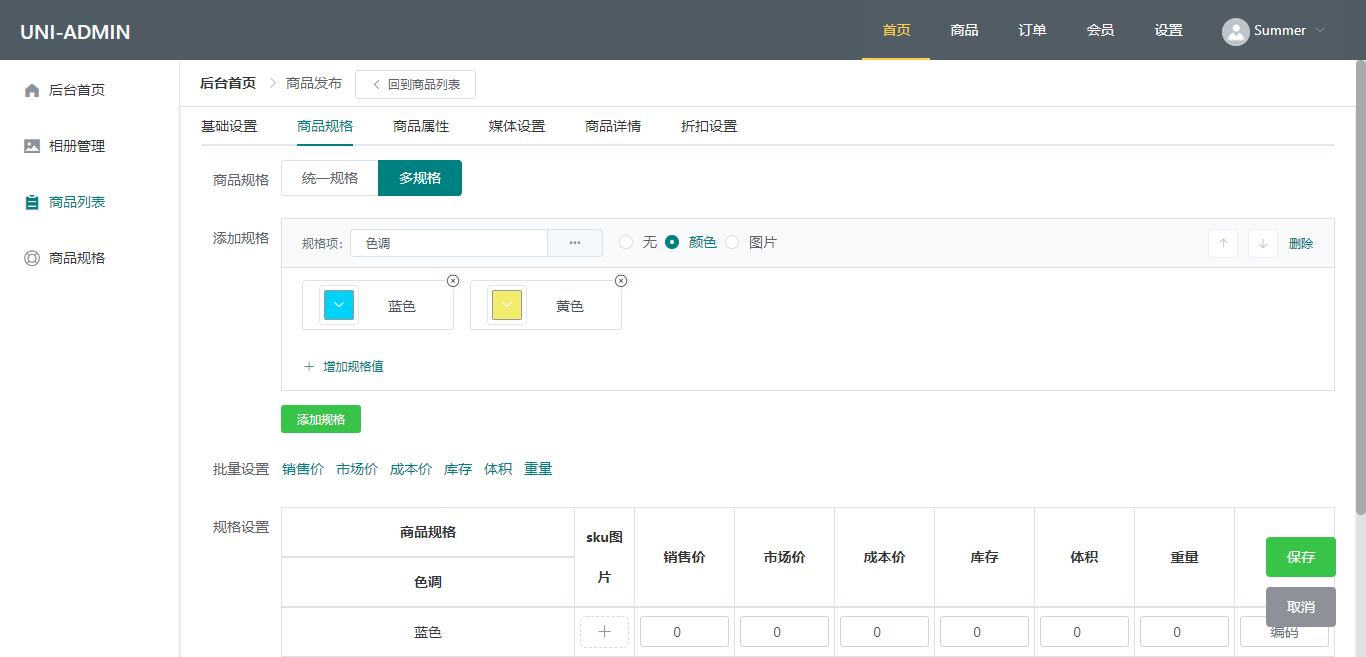 UNI-ADMIN 首页 商品 订单 会员 设置 Summer
后台首页
相册管理
商品列表
商品规格
后台首页 商品发布 回到商品列表
基础设置 商品规格 商品属性 媒体设置 商品详情 折扣设置
商品规格 统一规格 多规格
添加规格 规格项: 色调 ··· 无 颜色 图片 删除
蓝色 黄色
增加规格值
添加规格
批量设置 销售价 市场价 成本价 库存 体积 重量
规格设置 商品规格 sku图片 销售价 市场价 成本价 库存 体积 重量 保存
色调
取消
蓝色 0 0 0 0 0 0 编码